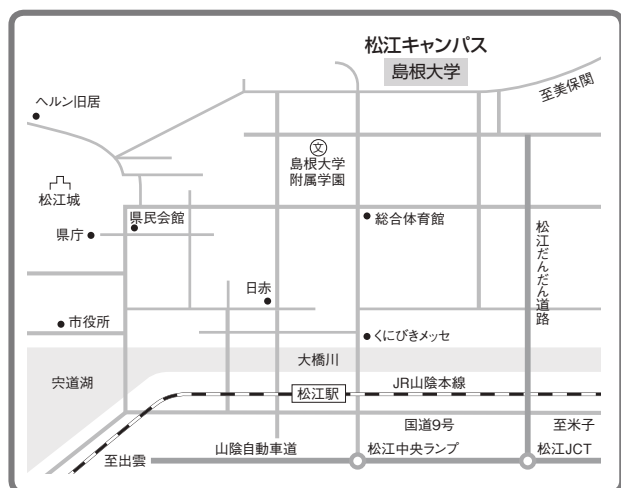 松江キャンパス
島根大学
至美保関
ヘルン旧居
文
島根大学
附属学園
松江城
県民会館
県庁
総合体育館
松江だんだん道路
日赤
市役所
くにびきメッセ
大橋川
宍道湖
JR山陰本線
松江駅
国道9号
至米子
山陰自動車道
松江中央ランプ
松江JCT
至出雲